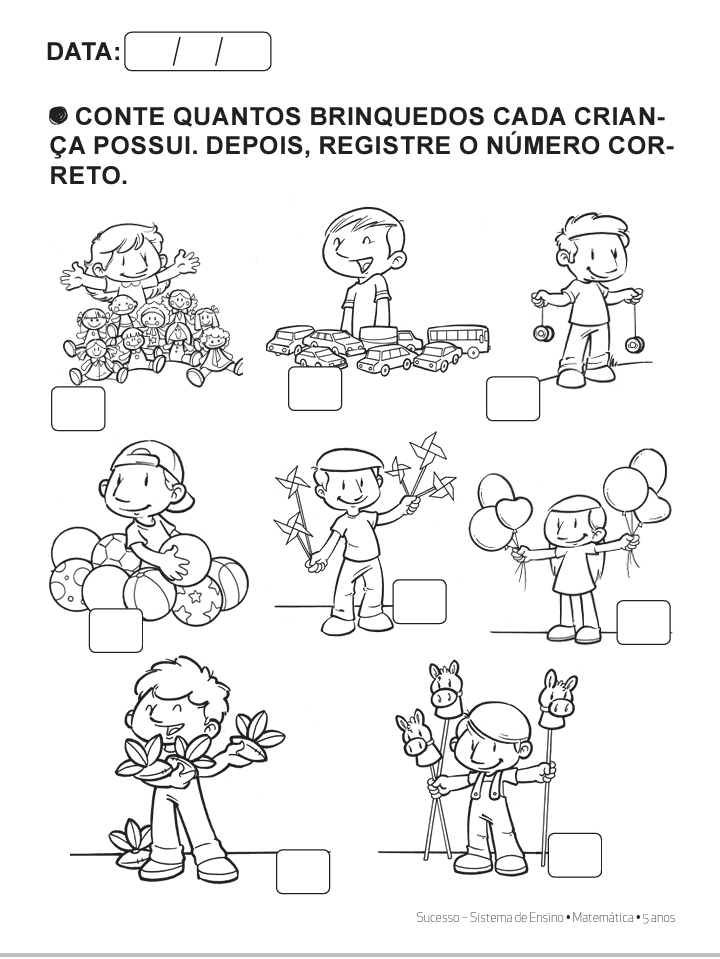 DATA: / /
CONTE QUANTOS BRINQUEDOS CADA CRIAN-
ÇA POSSUI. DEPOIS, REGISTRE O NÚMERO COR-
RETO.
Sucesso - Sistema de Ensino • Matemática • 5 anos